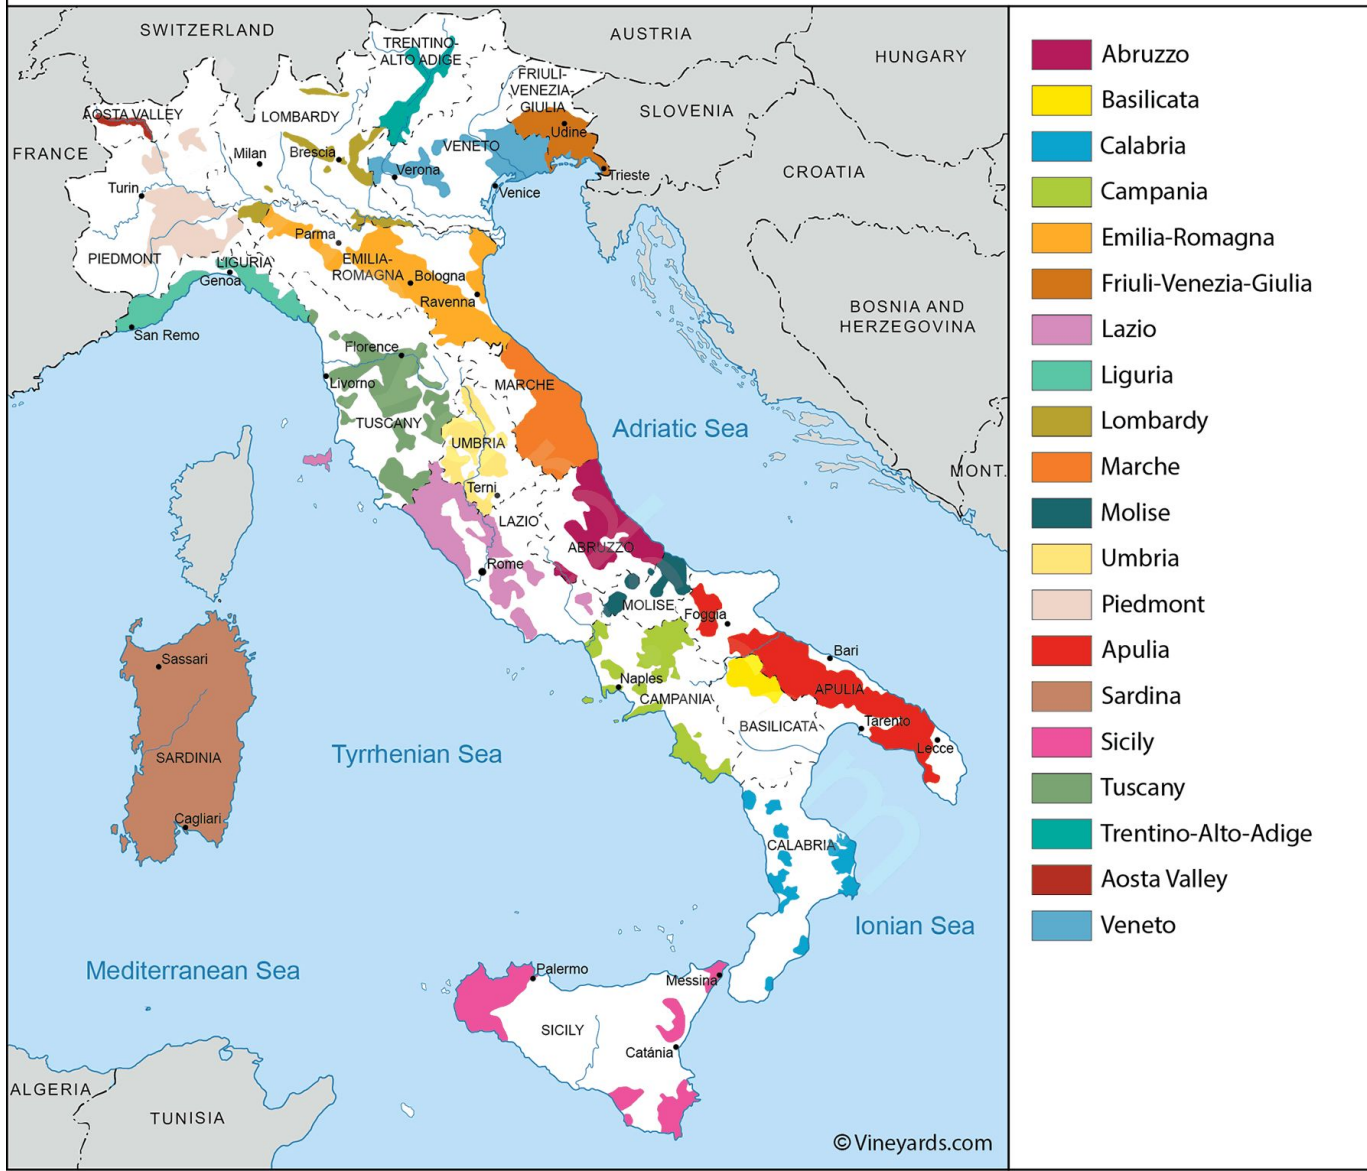 SWITZERLAND
AUSTRIA
HUNGARY
TRENTINO-
ALTO ADIGE
FRIULI-
VENEZIA-
GIULIA
SLOVENIA
AOSTA VALLEY
LOMBARDY
Udine
FRANCE
Milan
Brescia
VENETO
CROATIA
Verona
Trieste
Turin
Venice
Parma
PIEDMONT
LIGURIA
EMILIA-
ROMAGNA
Bologna
Genoa
Ravenna
BOSNIA AND
HERZEGOVINA
San Remo
Florence
Livorno
MARCHE
TUSCANY
Adriatic Sea
UMBRIA
MONT.
Terni
LAZIO
ABRUZZO
Rome
MOLISE
Foggia
Bari
Sassari
Naples
CAMPANIA
APULIA
BASILICATA
Tarento
Lecce
Tyrrhenian Sea
SARDINIA
Cagliari
CALABRIA
Ionian Sea
Mediterranean Sea
Palermo
Messina
SICILY
Catánia
ALGERIA
TUNISIA
©Vineyards.com
Abruzzo
Basilicata
Calabria
Campania
Emilia-Romagna
Friuli-Venezia-Giulia
Lazio
Liguria
Lombardy
Marche
Molise
Umbria
Piedmont
Apulia
Sardina
Sicily
Tuscany
Trentino-Alto-Adige
Aosta Valley
Veneto